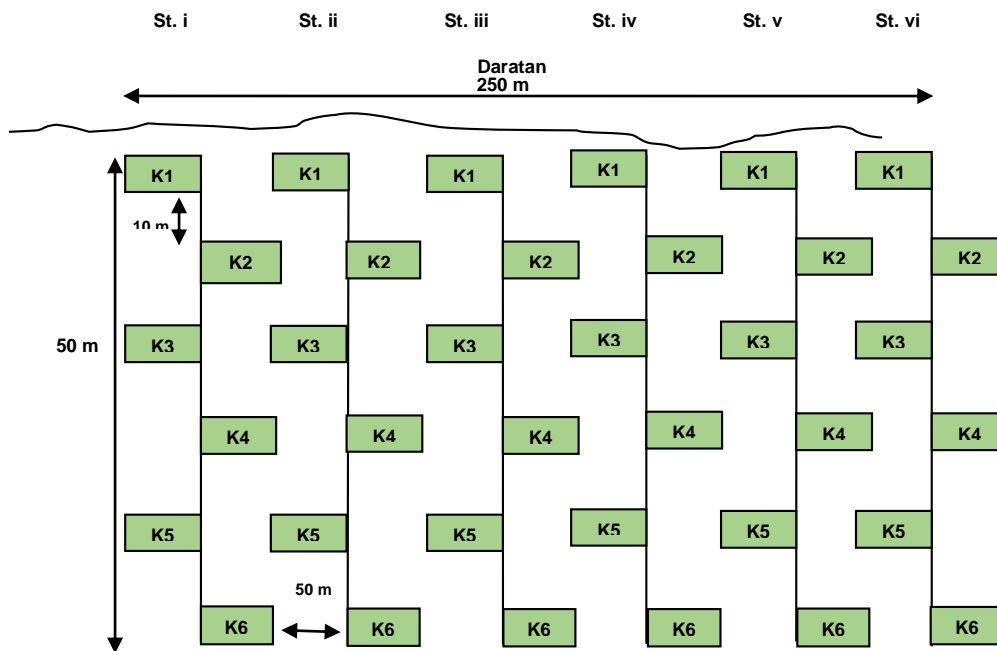 St. i St. ii St. iii St. iv St. v St. vi
Daratan
250 m
K1 K1 K1 K1 K1 K1
10 m
K2 K2 K2 K2 K2 K2
50 m K3 K3 K3 K3 K3 K3
K4 K4 K4 K4 K4 K4
K5 K5 K5 K5 K5 K5
50 m
K6 K6 K6 K6 K6 K6